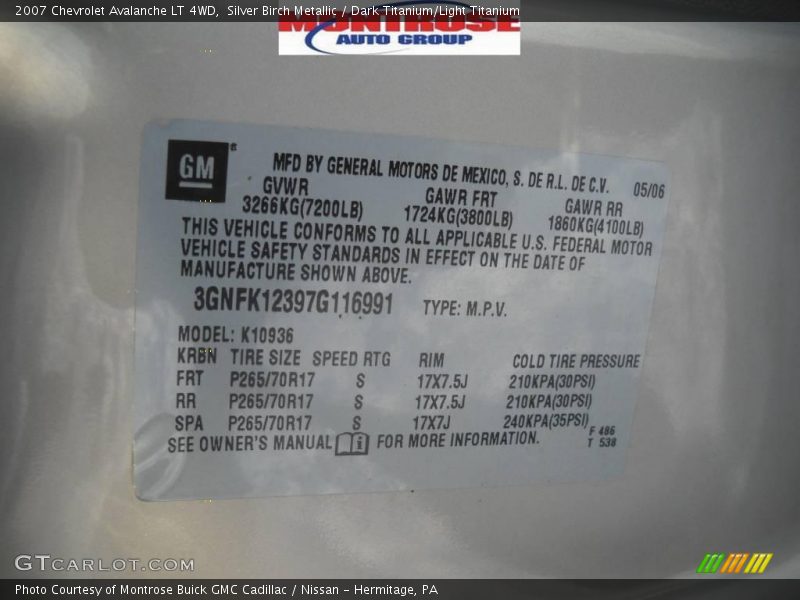 2007 Chevrolet Avalanche LT 4WD, Silver Birch Metallic / Dark Titanium/Light Titanium
MONTROSE
AUTO GROUP
GM
MFD BY GENERAL MOTORS DE MEXICO, S. DE R.L. DE C.V. 05/06
GVWR GAWR FRT GAWR RR
3266KG(7200LB) 1724KG(3800LB) 1860KG(4100LB)
THIS VEHICLE CONFORMS TO ALL APPLICABLE U.S. FEDERAL MOTOR
VEHICLE SAFETY STANDARDS IN EFFECT ON THE DATE OF
MANUFACTURE SHOWN ABOVE.
3GNFK12397G116991 TYPE: M.P.V.
MODEL: K10936
KRBN TIRE SIZE SPEED RTG RIM COLD TIRE PRESSURE
FRT P265/70R17 S 17X7.5J 210KPA(30PSI)
RR P265/70R17 S 17X7.5J 210KPA(30PSI)
SPA P265/70R17 S 17X7J 240KPA(35PSI)
SEE OWNER'S MANUAL i FOR MORE INFORMATION.
F 486
T 538
GTCARLOT.COM
Photo Courtesy of Montrose Buick GMC Cadillac / Nissan - Hermitage, PA